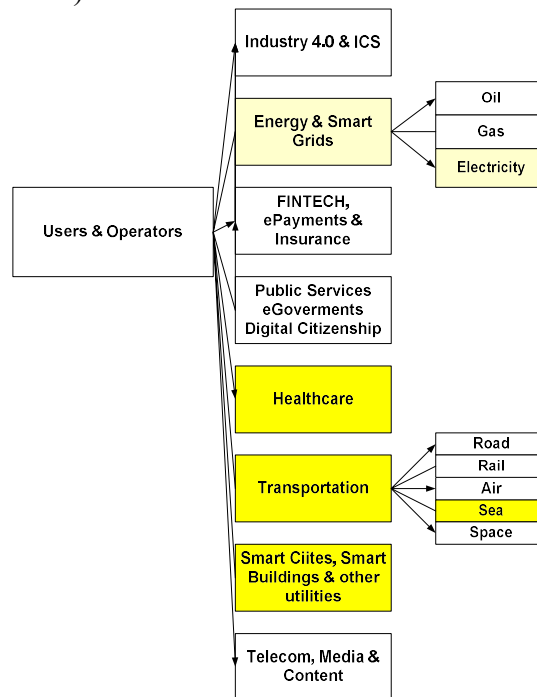 )
Industry 4.0 & ICS
Energy & Smart
Grids
Oil
Gas
Electricity
Users & Operators
FINTECH,
ePayments &
Insurance
Public Services
eGoverments
Digital Citizenship
Healthcare
Transportation
Road
Rail
Air
Sea
Space
Smart Ciites, Smart
Buildings & other
utilities
Telecom, Media &
Content